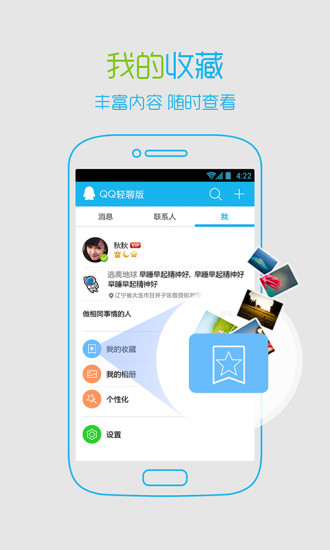 我的收藏
丰富内容 随时查看
4:22
QQ轻聊版
消息 联系人 我
秋秋 VIP
逃离地球 早睡早起精神好，早睡早起精神好
早睡早起精神好
辽宁省大连市甘井子区
做相同事情的人
我的收藏
我的相册
个性化
设置